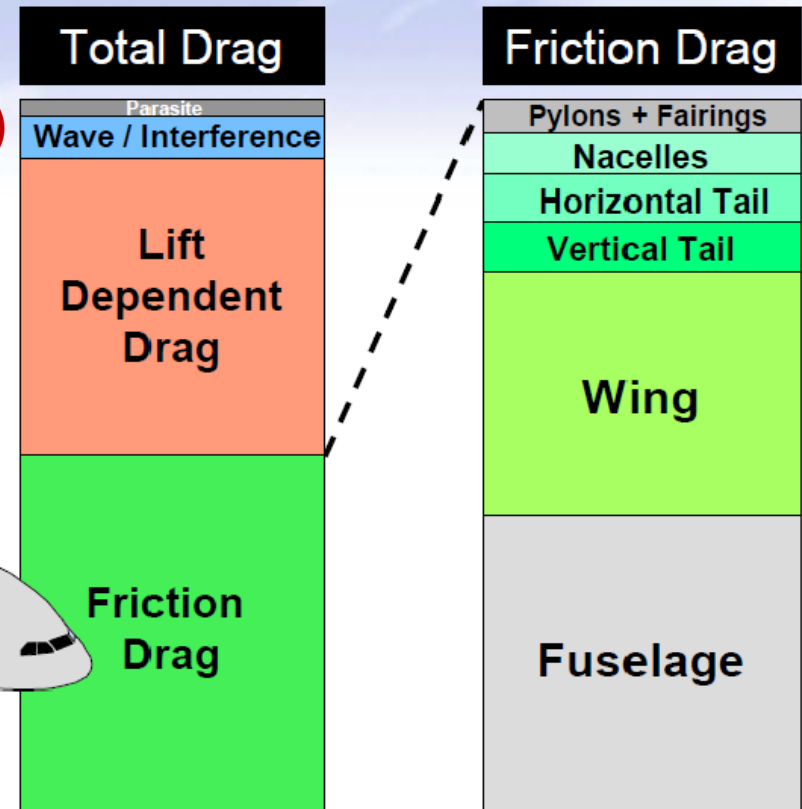 Total Drag
Parasite
Wave / Interference
Lift
Dependent
Drag
Friction
Drag
Friction Drag
Pylons + Fairings
Nacelles
Horizontal Tail
Vertical Tail
Wing
Fuselage